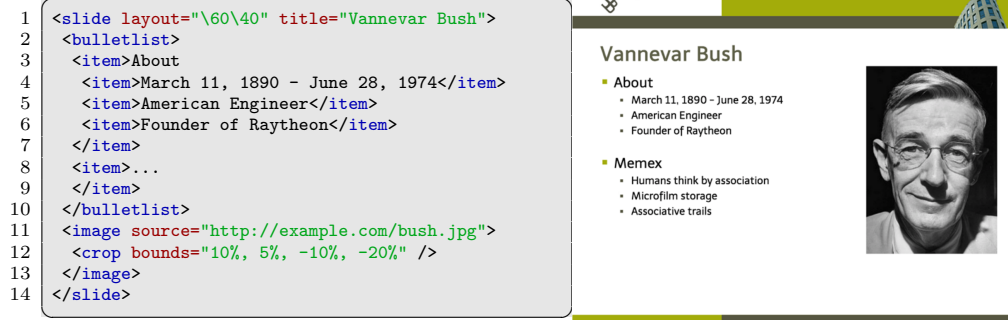 1 <slide layout="\60\40" title="Vannevar Bush">
2 <bulletlist>
3 <item>About
4 <item>March 11, 1890 - June 28, 1974</item>
5 <item>American Engineer</item>
6 <item>Founder of Raytheon</item>
7 </item>
8 <item>...
9 </item>
10 </bulletlist>
11 <image source="http://example.com/bush.jpg">
12 <crop bounds="10%, 5%, -10%, -20%" />
13 </image>
14 </slide>
Vannevar Bush
About
March 11, 1890 – June 28, 1974
American Engineer
Founder of Raytheon
Memex
Humans think by association
Microfilm storage
Associative trails